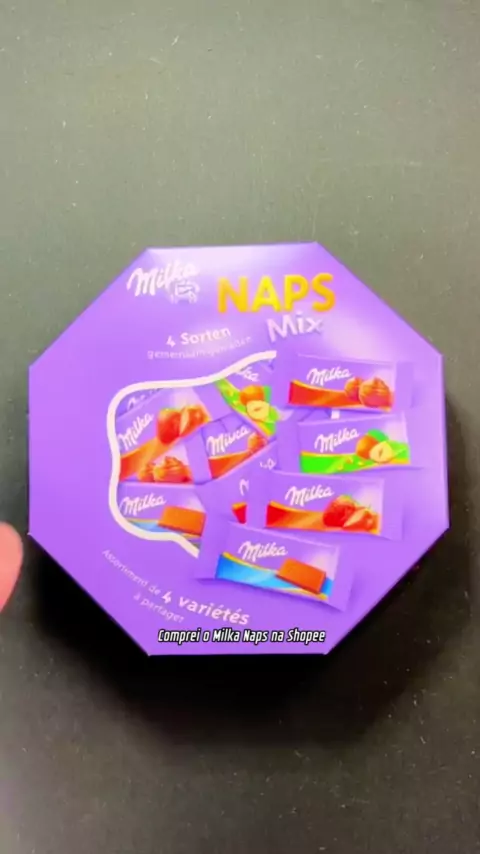 Milka
NAPS
Mix
4 Sorten
Milka
Milka
Milka
Milka
Milka
Milka
Milka
Assortiment de
4 variétés
à partager
Comprei o Milka Naps na Shopee